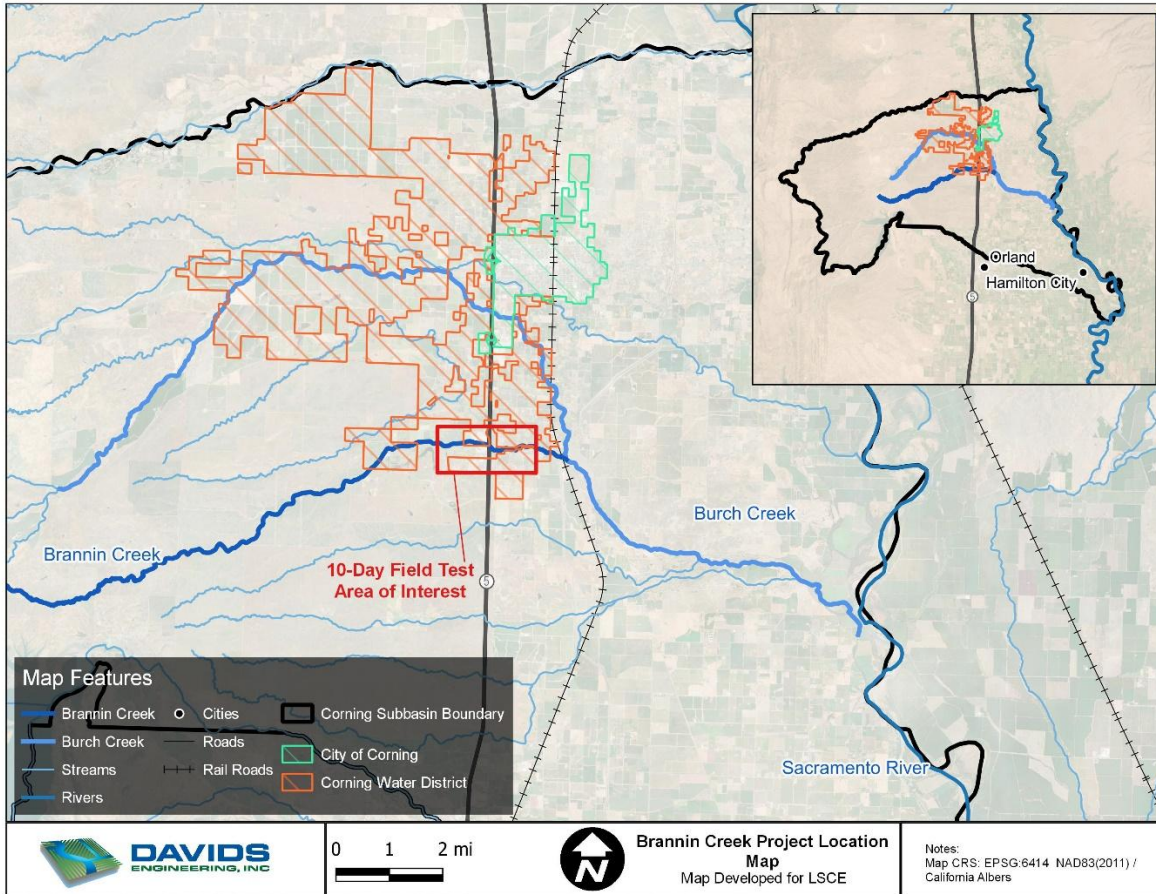 Orland
Hamilton City
5
Burch Creek
Brannin Creek
10-Day Field Test
Area of Interest
5
Sacramento River
Map Features
Brannin Creek
Burch Creek
Streams
Rivers
Cities
Roads
Rail Roads
Corning Subbasin Boundary
City of Corning
Corning Water District
DAVIDS
ENGINEERING, INC
0 1 2 mi
N
Brannin Creek Project Location
Map
Map Developed for LSCE
Notes:
Map CRS: EPSG:6414 NAD83(2011) /
California Albers